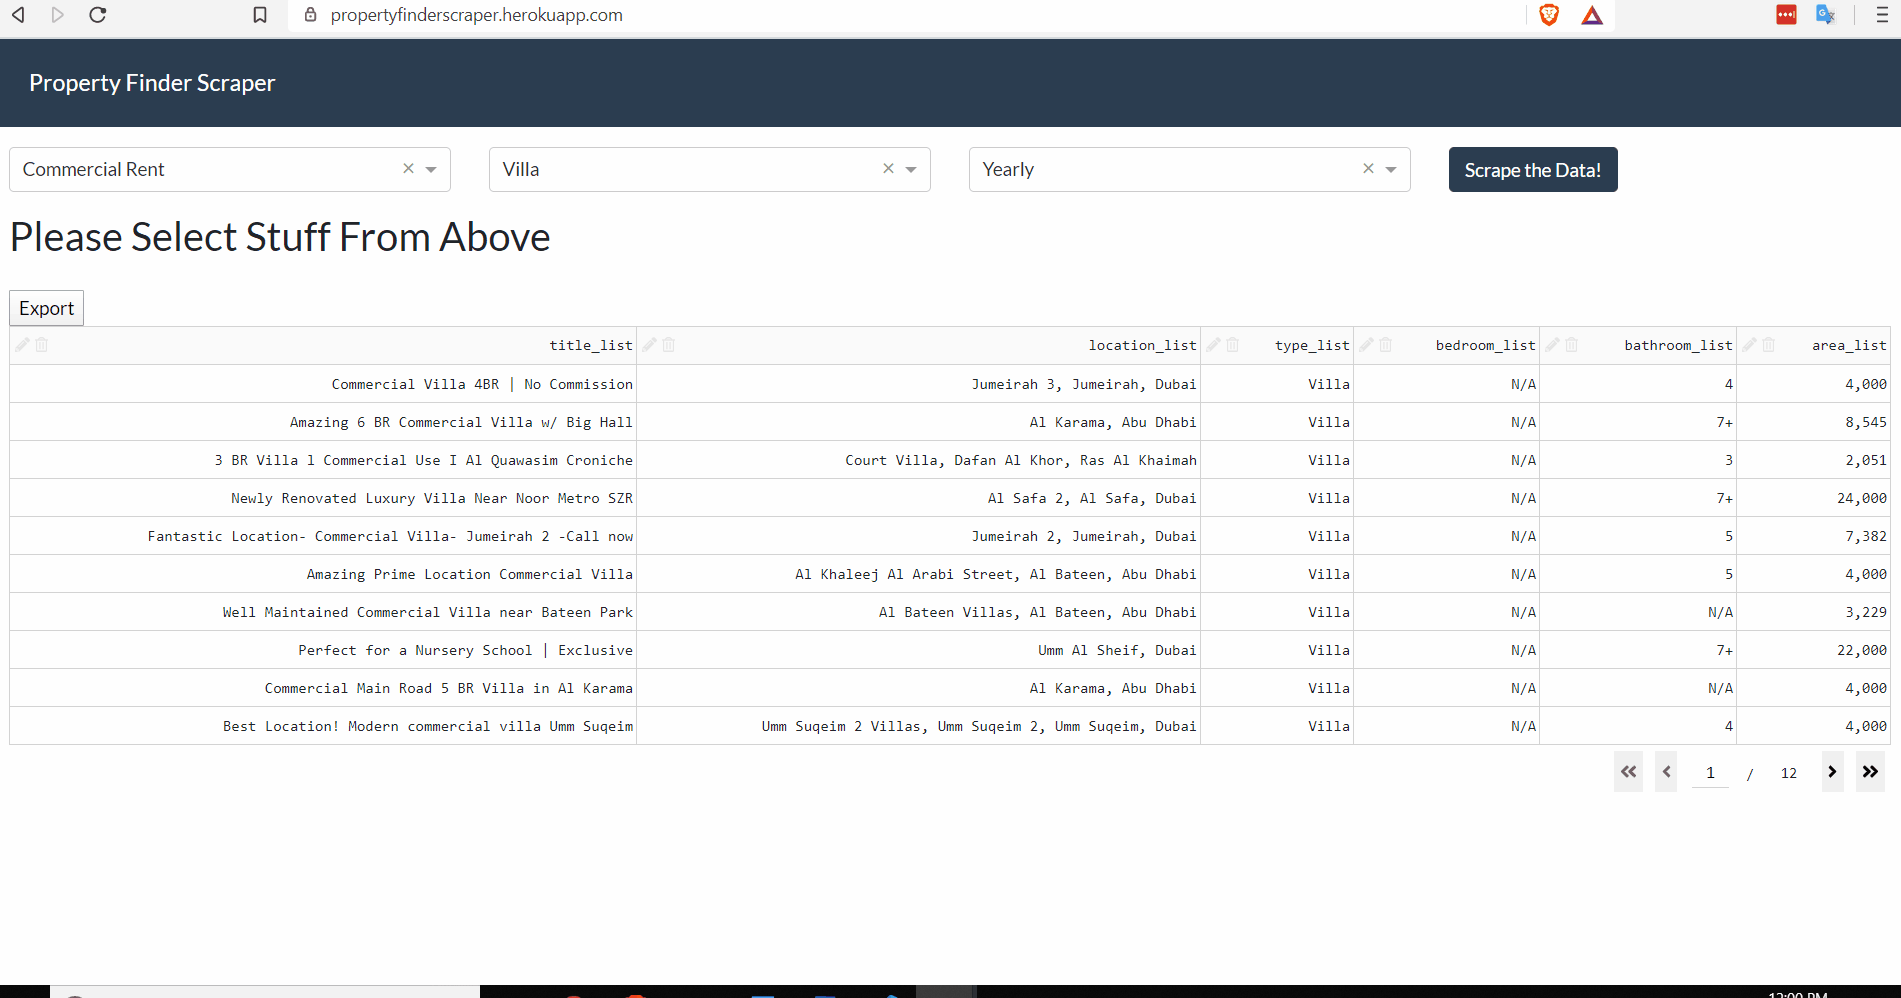 propertyfinderscraper.herokuapp.com
Property Finder Scraper
Commercial Rent Villa Yearly Scrape the Data!
Please Select Stuff From Above
Export
title_list location_list type_list bedroom_list bathroom_list area_list
Commercial Villa 4BR | No Commission Jumeirah 3, Jumeirah, Dubai Villa N/A 4 4,000
Amazing 6 BR Commercial Villa w/ Big Hall Al Karama, Abu Dhabi Villa N/A 7+ 8,545
3 BR Villa l Commercial Use I Al Quawasim Croniche Court Villa, Dafan Al Khor, Ras Al Khaimah Villa N/A 3 2,051
Newly Renovated Luxury Villa Near Noor Metro SZR Al Safa 2, Al Safa, Dubai Villa N/A 7+ 24,000
Fantastic Location- Commercial Villa- Jumeirah 2 -Call now Jumeirah 2, Jumeirah, Dubai Villa N/A 5 7,382
Amazing Prime Location Commercial Villa Al Khaleej Al Arabi Street, Al Bateen, Abu Dhabi Villa N/A 5 4,000
Well Maintained Commercial Villa near Bateen Park Al Bateen Villas, Al Bateen, Abu Dhabi Villa N/A N/A 3,229
Perfect for a Nursery School | Exclusive Umm Al Sheif, Dubai Villa N/A 7+ 22,000
Commercial Main Road 5 BR Villa in Al Karama Al Karama, Abu Dhabi Villa N/A N/A 4,000
Best Location! Modern commercial villa Umm Suqeim Umm Suqeim 2 Villas, Umm Suqeim 2, Umm Suqeim, Dubai Villa N/A 4 4,000
1 / 12
12:00 PM